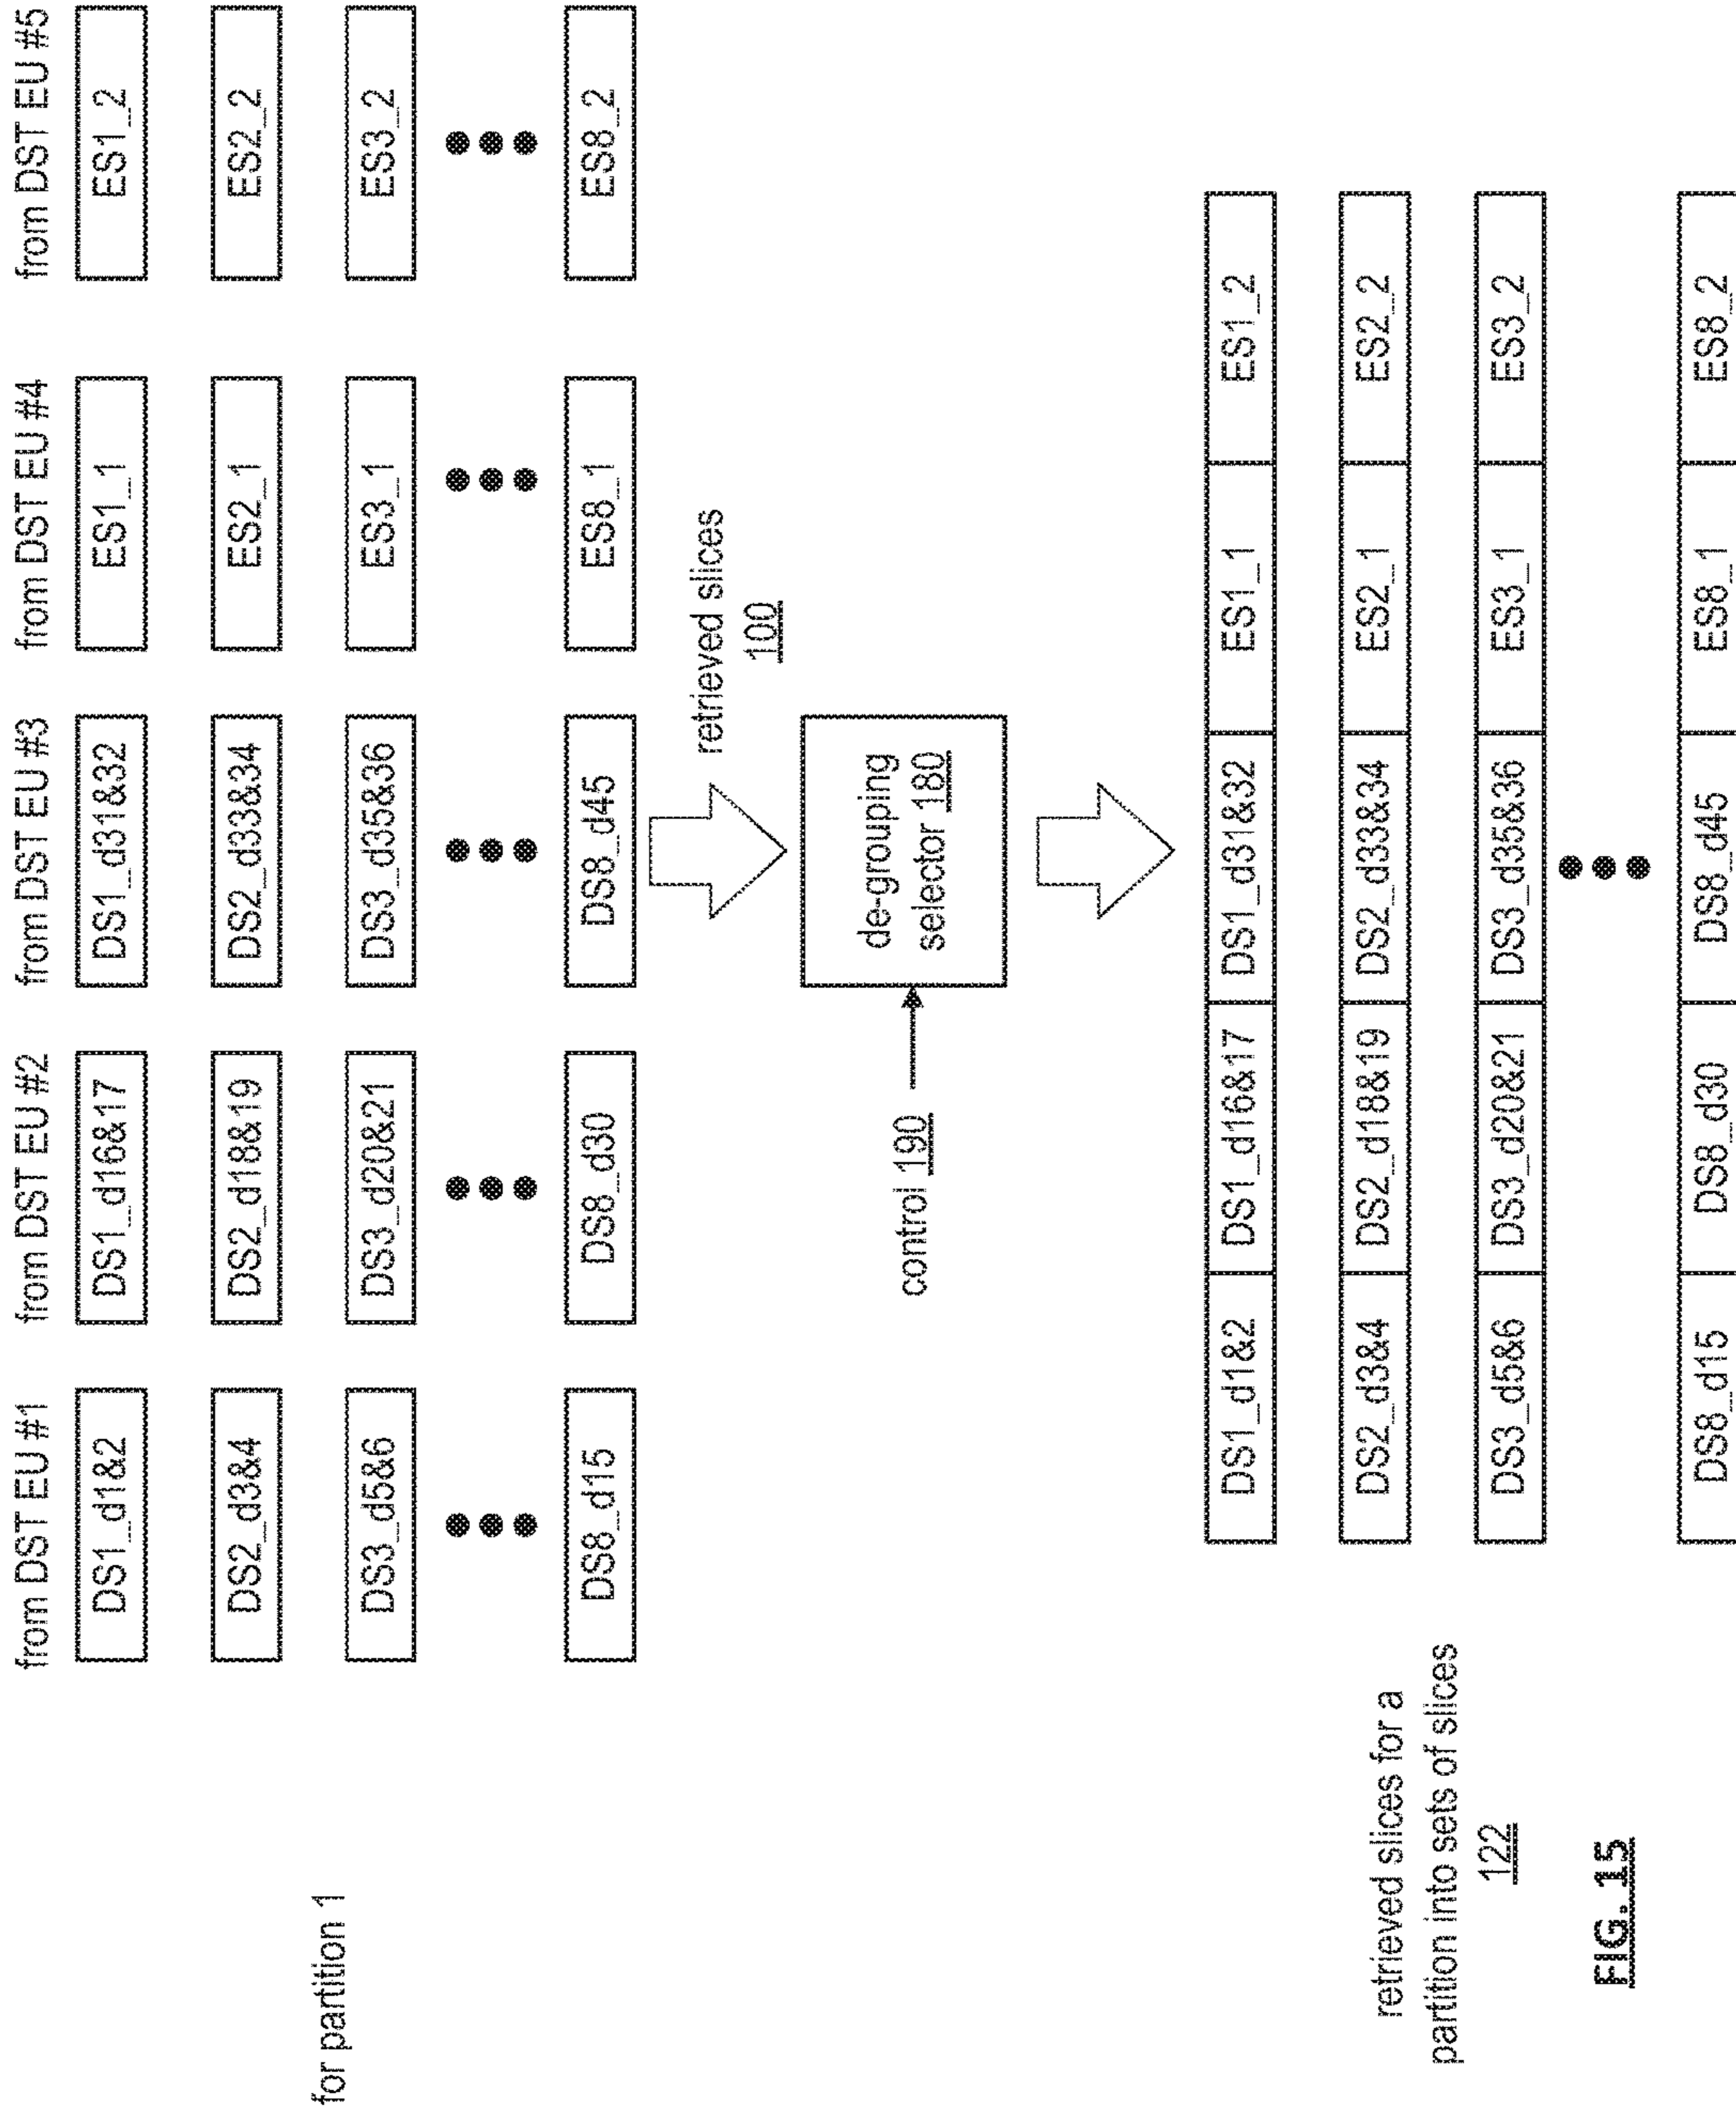 from DST EU #1 from DST EU #2 from DST EU #3 from DST EU #4 from DST EU #5
DS1_d1&2 DS1_d16&17 DS1_d31&32 ES1_1 ES1_2
DS2_d3&4 DS2_d18&19 DS2_d33&34 ES2_1 ES2_2
for partition 1
DS3_d5&6 DS3_d20&21 DS3_d35&36 ES3_1 ES3_2
DS8_d15 DS8_d30 DS8_d45 ES8_1 ES8_2
retrieved slices
100
de-grouping
selector 180
control 190
DS1_d1&2 DS1_d16&17 DS1_d31&32 ES1_1 ES1_2
DS2_d3&4 DS2_d18&19 DS2_d33&34 ES2_1 ES2_2
DS3_d5&6 DS3_d20&21 DS3_d35&36 ES3_1 ES3_2
DS8_d15 DS8_d30 DS8_d45 ES8_1 ES8_2
retrieved slices for a
partition into sets of slices
122
FIG. 15